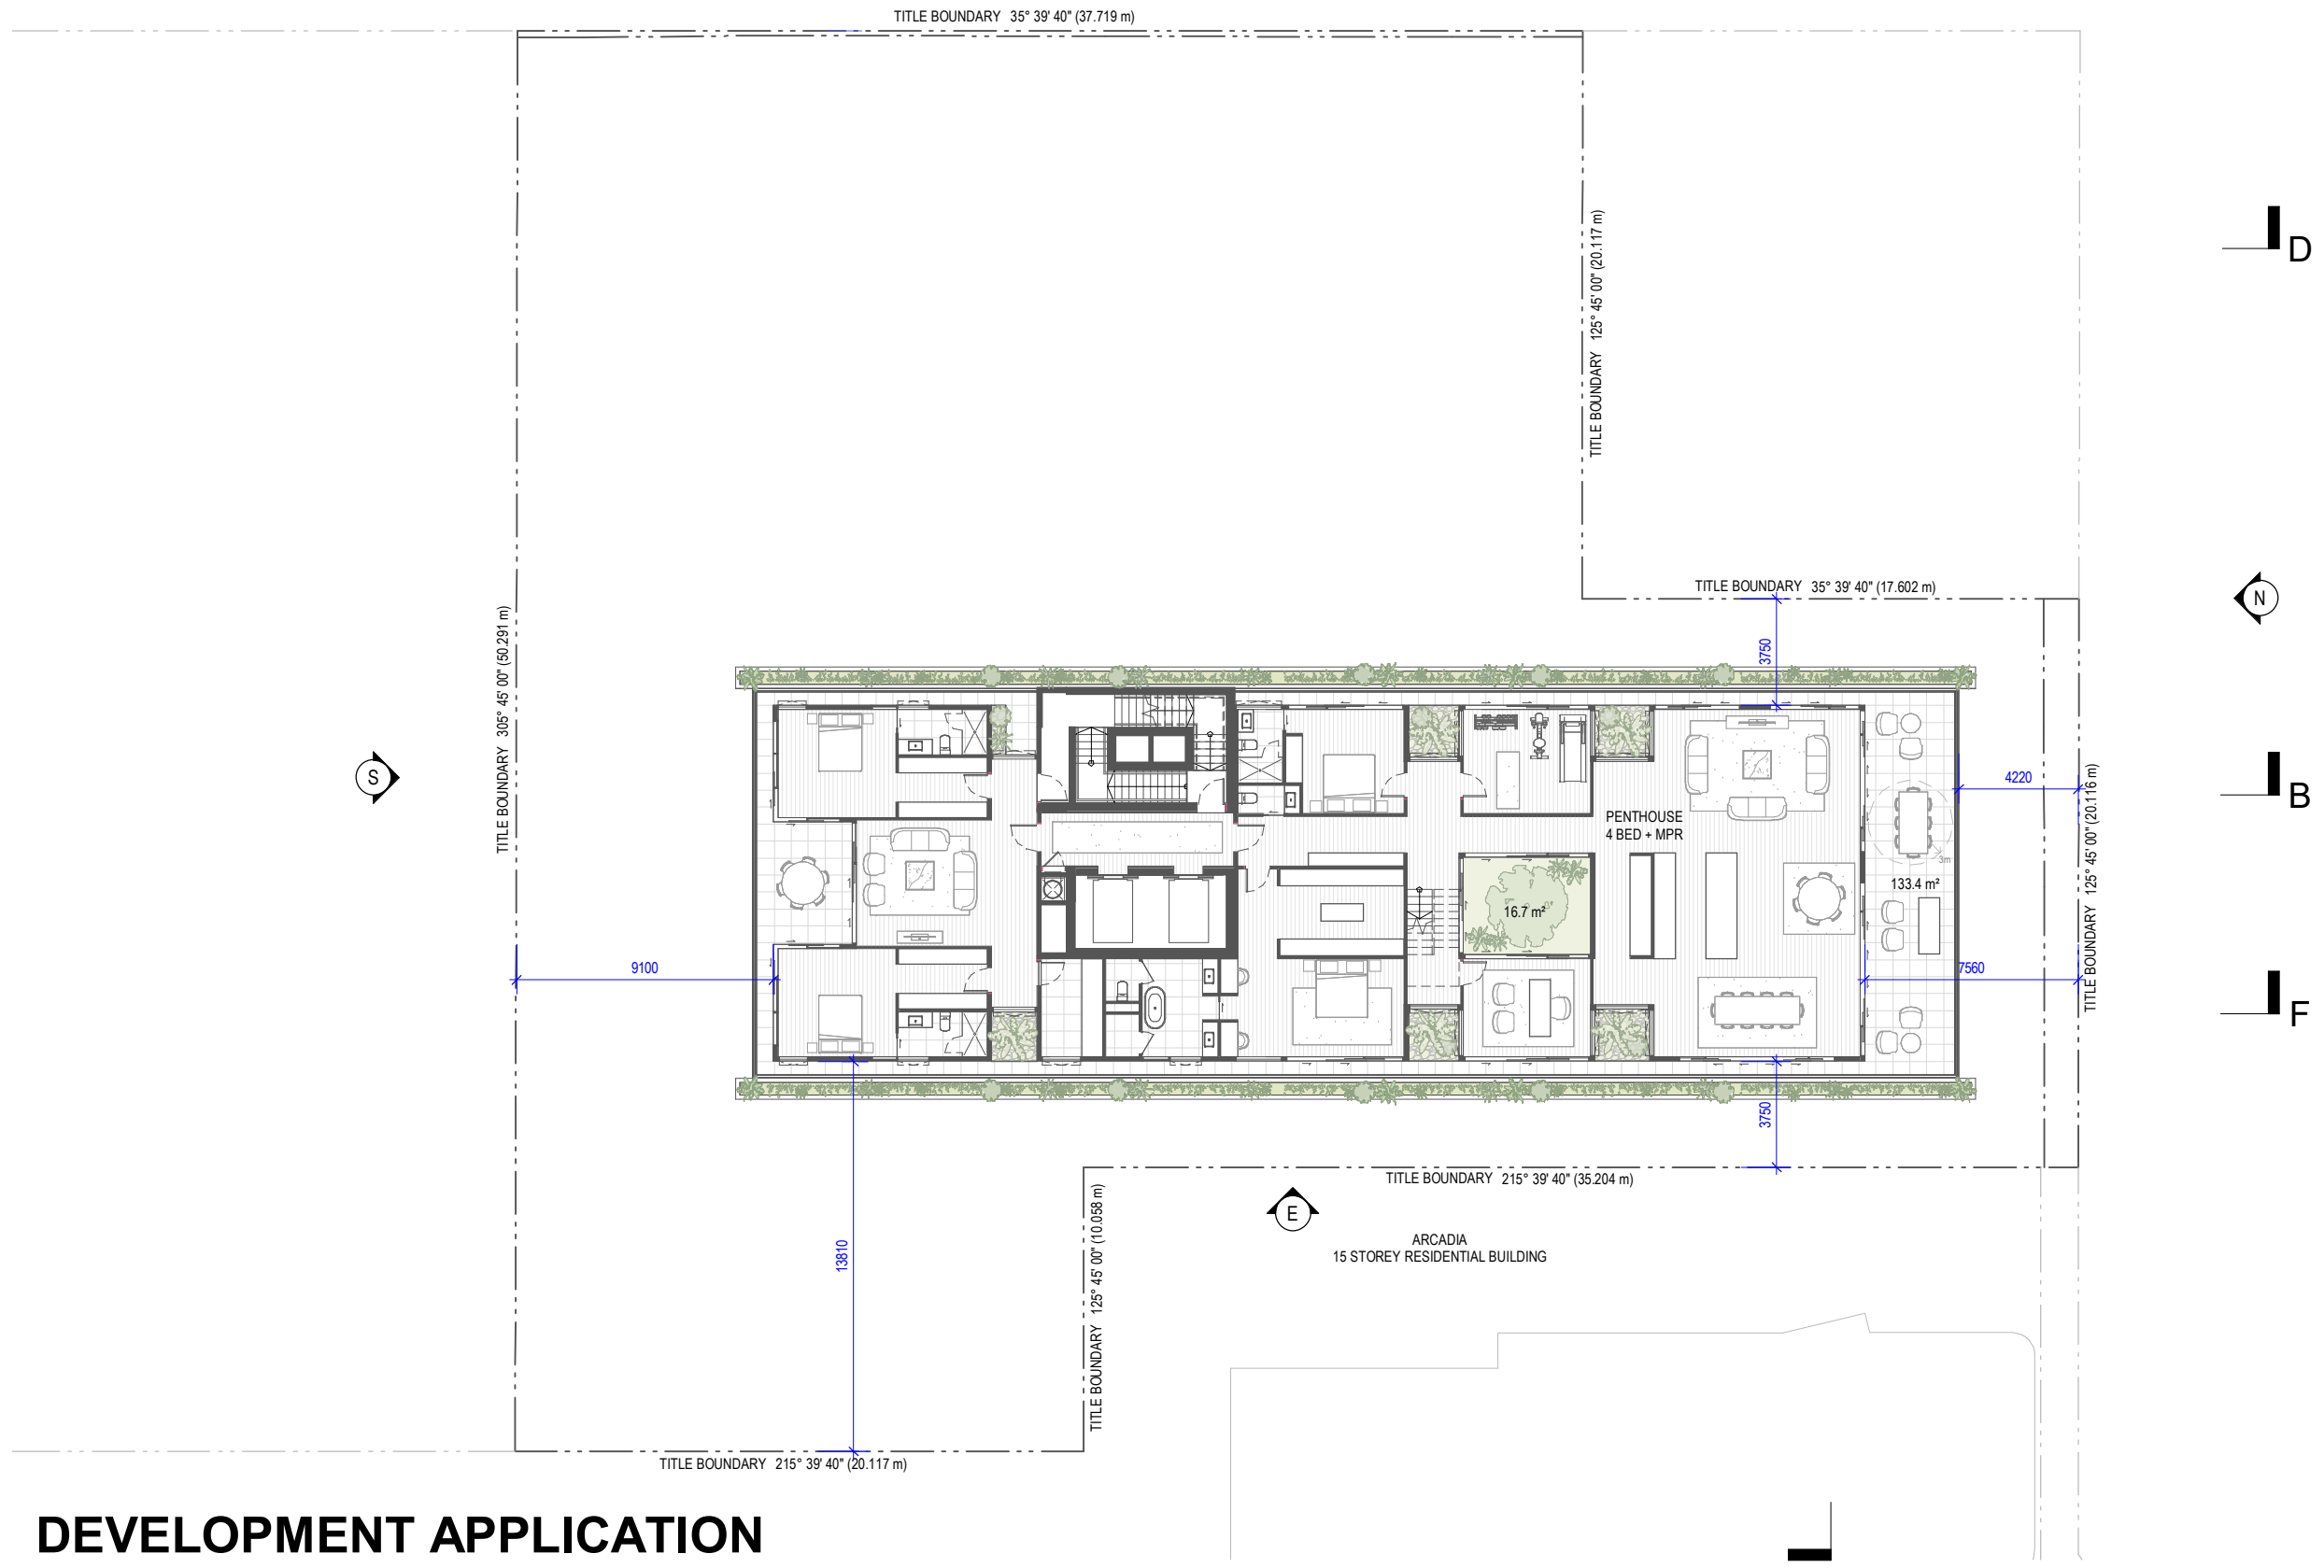 TITLE BOUNDARY 35° 39' 40" (37.719 m)
TITLE BOUNDARY 125° 45' 00" (20.117 m)
D
TITLE BOUNDARY 35° 39' 40" (17.602 m)
N
TITLE BOUNDARY 305° 45' 00" (50.291 m)
3750
S
4220
B
PENTHOUSE
4 BED + MPR
3m
133.4 m²
16.7 m²
TITLE BOUNDARY 125° 45' 00" (20.116 m)
9100
7560
F
3750
TITLE BOUNDARY 215° 39' 40" (35.204 m)
E
ARCADIA
15 STOREY RESIDENTIAL BUILDING
13810
TITLE BOUNDARY 125° 45' 00" (10.058 m)
TITLE BOUNDARY 215° 39' 40" (20.117 m)
DEVELOPMENT APPLICATION